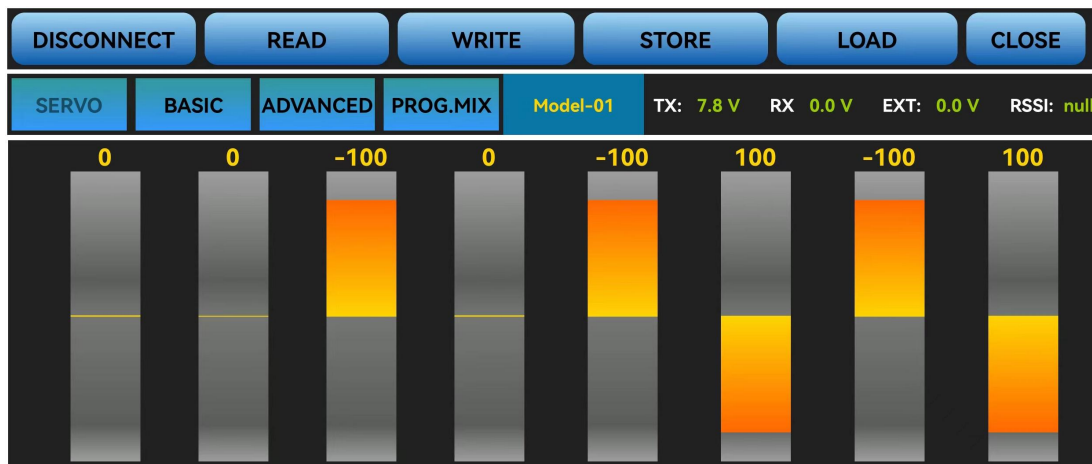 DISCONNECT READ WRITE STORE LOAD CLOSE
SERVO BASIC ADVANCED PROG.MIX Model-01 TX: 7.8 V RX 0.0 V EXT: 0.0 V RSSI: null
0 0 -100 0 -100 100 -100 100